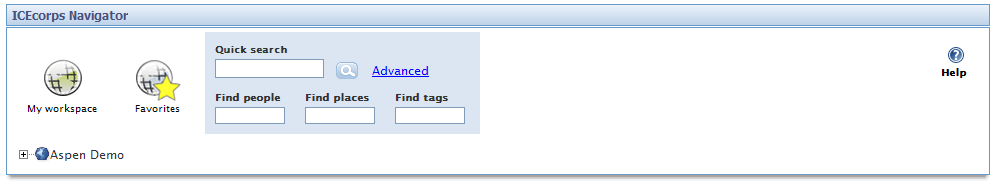 ICEcorps Navigator
Quick search
Advanced
Help
My workspace
Favorites
Find people Find places Find tags
Aspen Demo